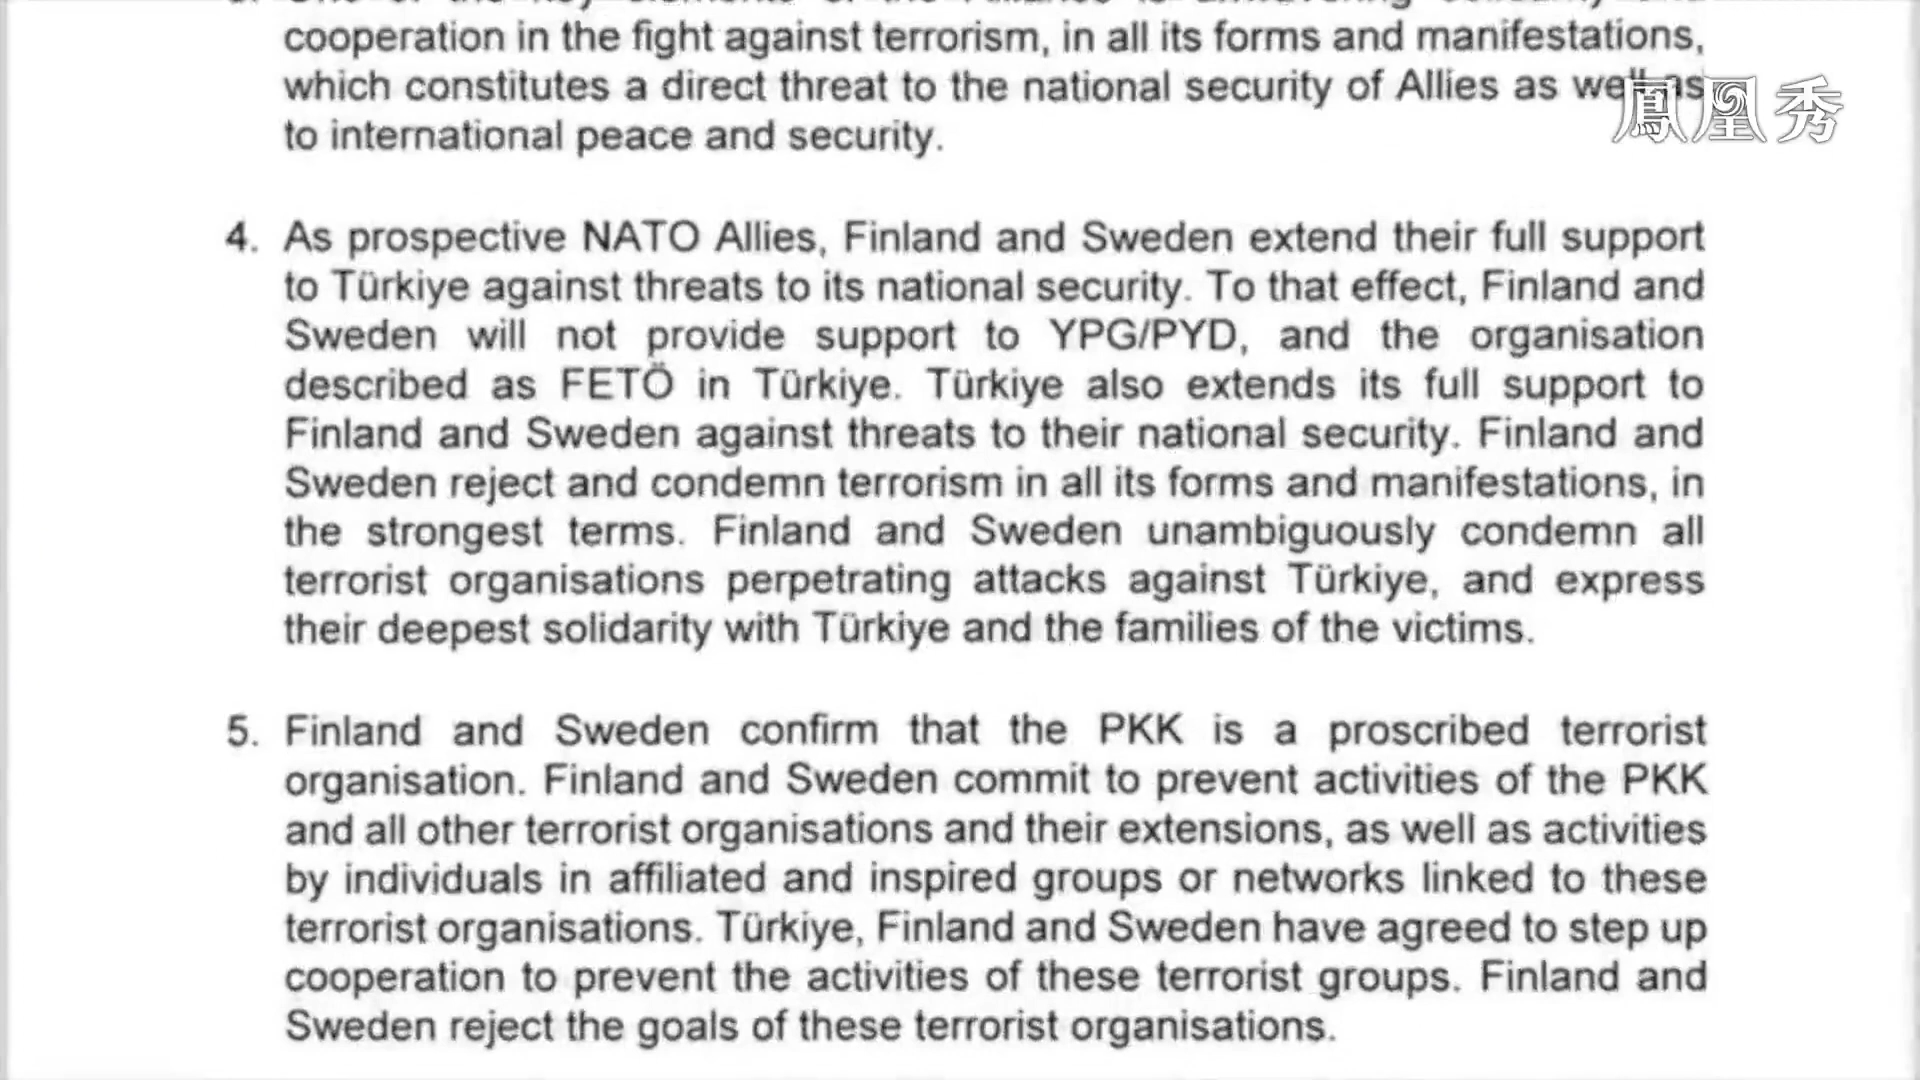 cooperation in the fight against terrorism, in all its forms and manifestations,
which constitutes a direct threat to the national security of Allies as well as
to international peace and security.
鳳凰秀
4. As prospective NATO Allies, Finland and Sweden extend their full support
to Türkiye against threats to its national security. To that effect, Finland and
Sweden will not provide support to YPG/PYD, and the organisation
described as FETÖ in Türkiye. Türkiye also extends its full support to
Finland and Sweden against threats to their national security. Finland and
Sweden reject and condemn terrorism in all its forms and manifestations, in
the strongest terms. Finland and Sweden unambiguously condemn all
terrorist organisations perpetrating attacks against Türkiye, and express
their deepest solidarity with Türkiye and the families of the victims.
5. Finland and Sweden confirm that the PKK is a proscribed terrorist
organisation. Finland and Sweden commit to prevent activities of the PKK
and all other terrorist organisations and their extensions, as well as activities
by individuals in affiliated and inspired groups or networks linked to these
terrorist organisations. Türkiye, Finland and Sweden have agreed to step up
cooperation to prevent the activities of these terrorist groups. Finland and
Sweden reject the goals of these terrorist organisations.